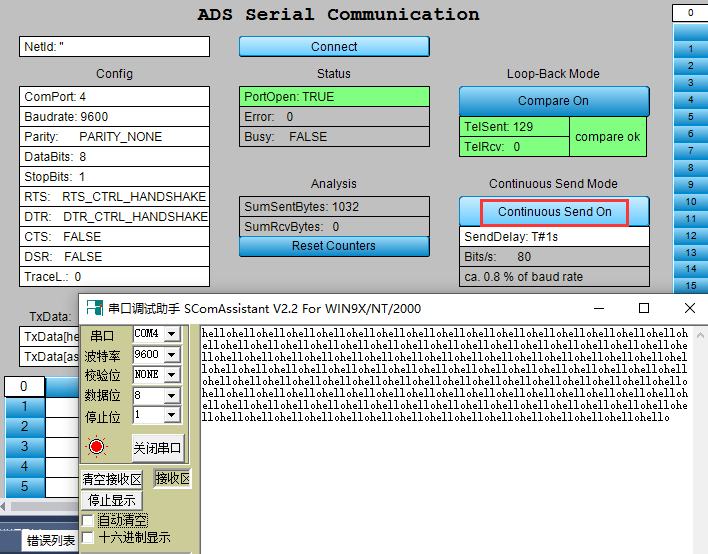 ADS Serial Communication
NetId: ''
Connect
Config
Status
Loop-Back Mode
ComPort: 4
Baudrate: 9600
Parity: PARITY_NONE
DataBits: 8
StopBits: 1
RTS: RTS_CTRL_HANDSHAKE
DTR: DTR_CTRL_HANDSHAKE
CTS: FALSE
DSR: FALSE
TraceL.: 0
PortOpen: TRUE
Error: 0
Busy: FALSE
Compare On
TelSent: 129
TelRcv: 0
compare ok
Analysis
SumSentBytes: 1032
SumRcvBytes: 0
Reset Counters
Continuous Send Mode
Continuous Send On
SendDelay: T#1s
Bits/s: 80
ca. 0.8 % of baud rate
0
1
2
3
4
5
6
7
8
9
10
11
12
13
14
15
TxData:
TxData[he
TxData[as
0
1
2
3
4
5
错误列表
串口调试助手 SComAssistant V2.2 For WIN9X/NT/2000
串口 COM4
波特率 9600
校验位 NONE
数据位 8
停止位 1
关闭串口
清空接收区
接收区
停止显示
自动清空
十六进制显示
hellohellohellohellohellohellohellohellohellohellohellohellohellohellohellohelloh
ellohellohellohellohellohellohellohellohellohellohellohellohellohellohellohellohe
llohellohellohellohellohellohellohellohellohellohellohellohellohellohellohellohel
lohellohellohellohellohellohellohellohellohellohellohellohellohellohellohellohell
ohellohellohellohellohellohellohellohellohellohellohellohellohellohellohellohello
hellohellohellohellohellohellohellohellohellohellohellohellohellohellohellohelloh
ellohellohellohellohellohellohellohellohellohellohellohellohellohellohellohellohe
llohellohellohellohellohellohellohellohellohellohellohellohellohellohellohello